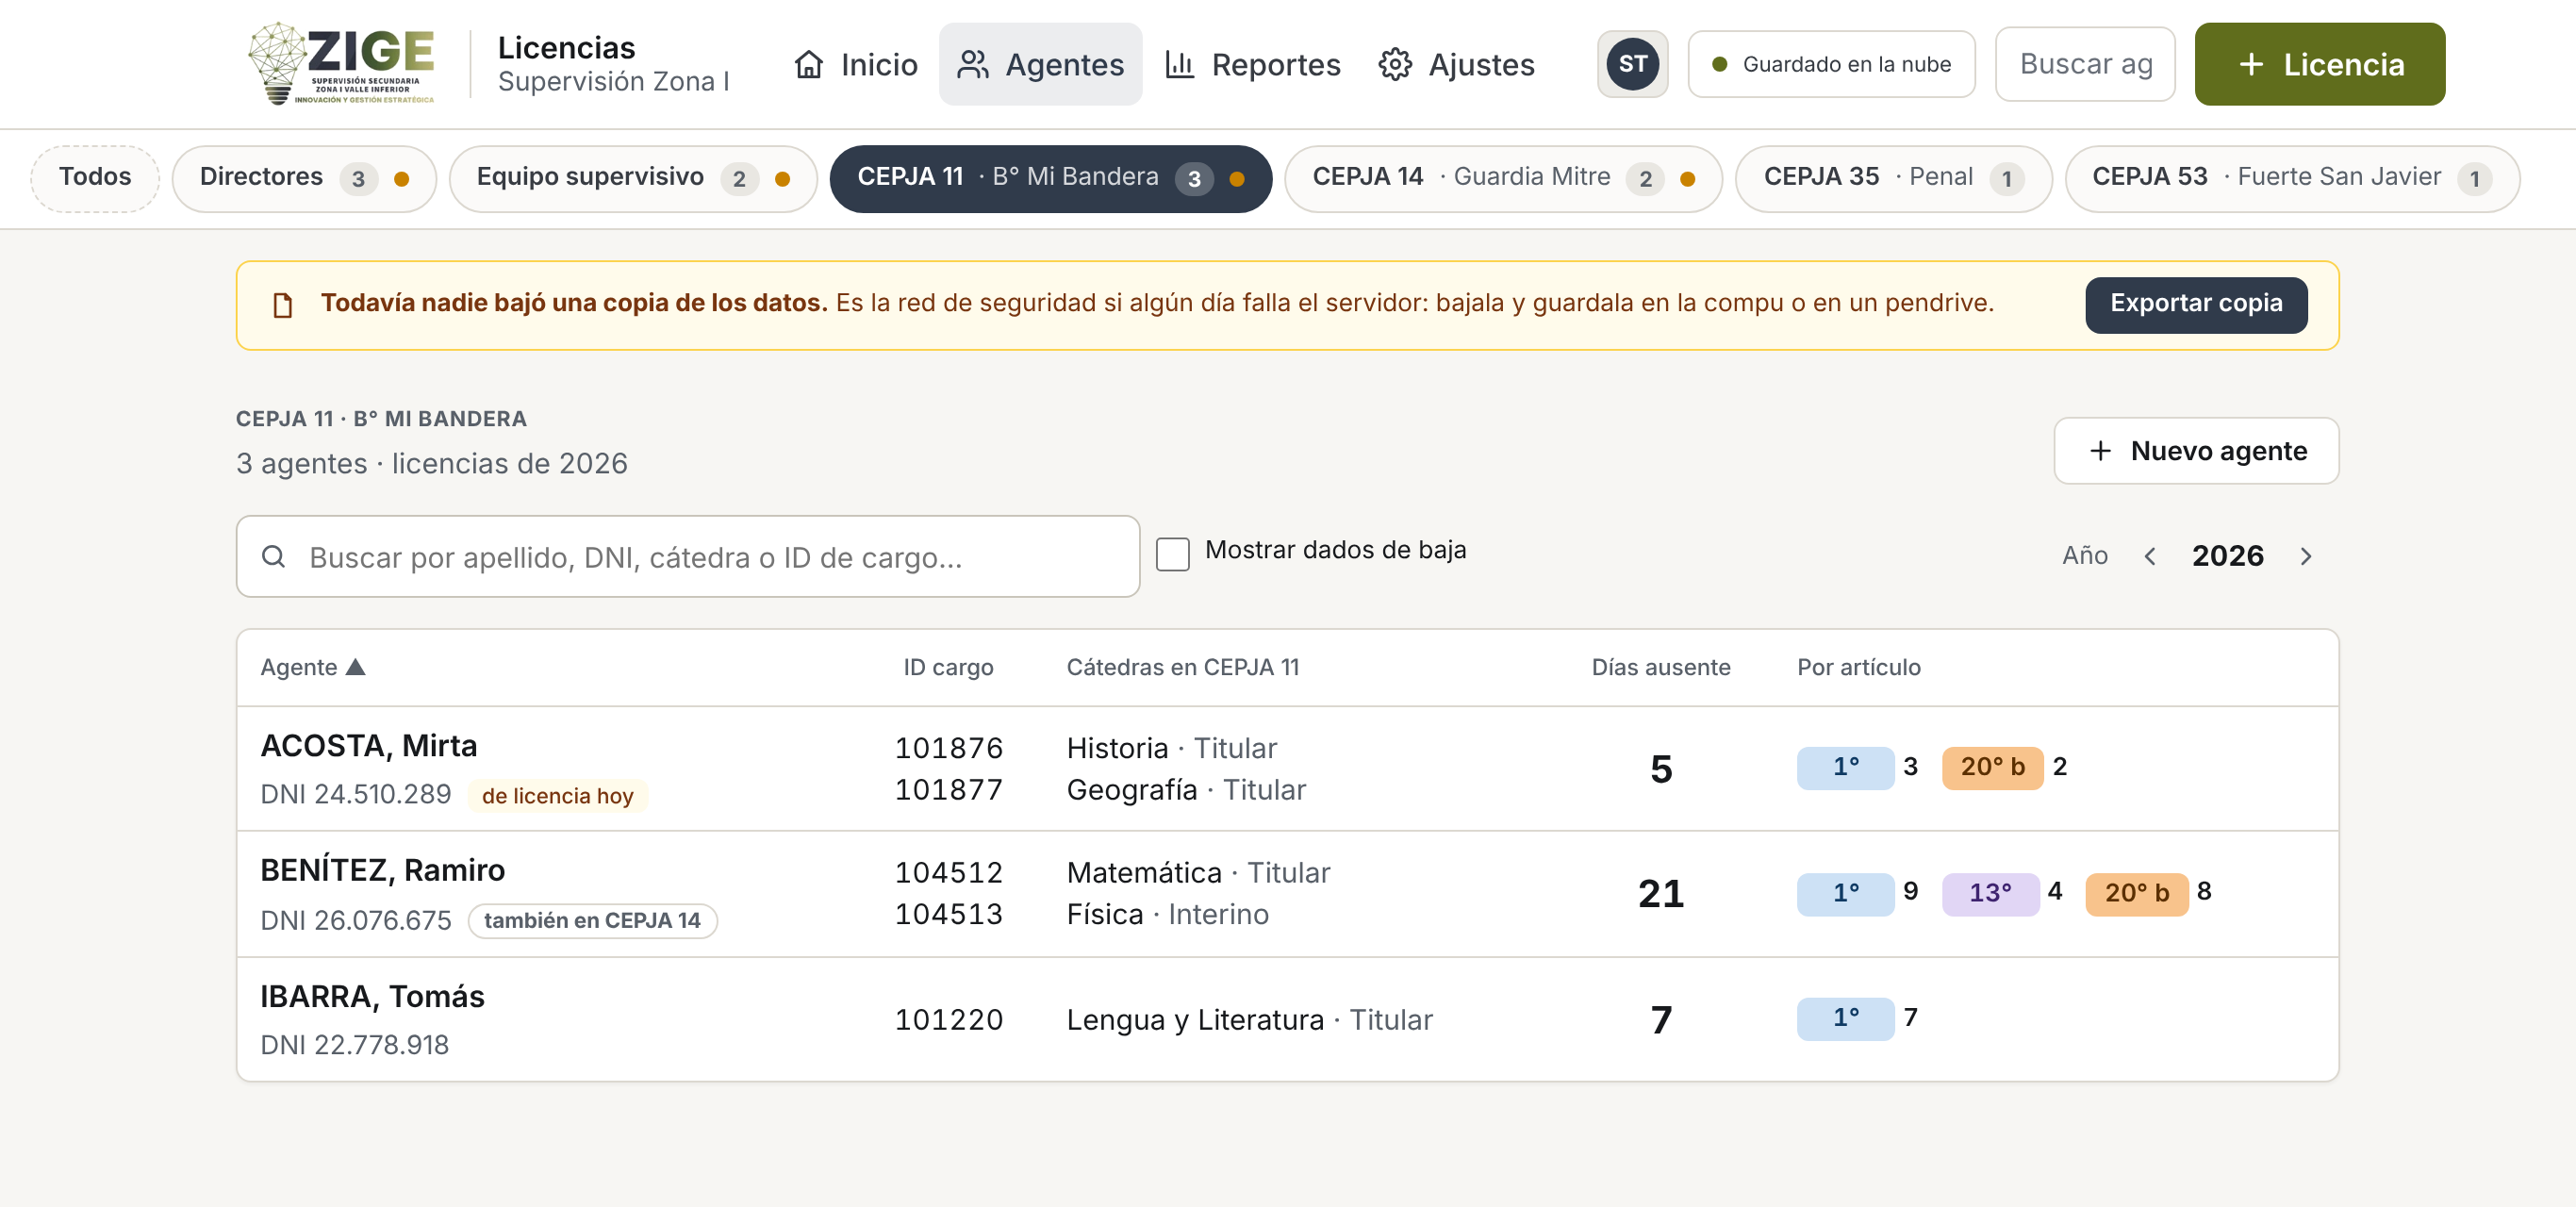 ZIGE
SUPERVISIÓN SECUNDARIA
ZONA I VALLE INFERIOR
INNOVACIÓN Y GESTIÓN ESTRATÉGICA
Licencias
Supervisión Zona I
Inicio
Agentes
Reportes
Ajustes
ST
Guardado en la nube
Buscar ag
+ Licencia
Todos
Directores 3
Equipo supervisivo 2
CEPJA 11 · B° Mi Bandera 3
CEPJA 14 · Guardia Mitre 2
CEPJA 35 · Penal 1
CEPJA 53 · Fuerte San Javier 1
Todavía nadie bajó una copia de los datos. Es la red de seguridad si algún día falla el servidor: bajala y guardala en la compu o en un pendrive.
Exportar copia
CEPJA 11 · B° MI BANDERA
3 agentes · licencias de 2026
+ Nuevo agente
Buscar por apellido, DNI, cátedra o ID de cargo...
Mostrar dados de baja
Año < 2026 >
Agente ▲ ID cargo Cátedras en CEPJA 11 Días ausente Por artículo
ACOSTA, Mirta
DNI 24.510.289 de licencia hoy
101876 Historia · Titular
101877 Geografía · Titular
5
1° 3 20° b 2
BENÍTEZ, Ramiro
DNI 26.076.675 también en CEPJA 14
104512 Matemática · Titular
104513 Física · Interino
21
1° 9 13° 4 20° b 8
IBARRA, Tomás
DNI 22.778.918
101220 Lengua y Literatura · Titular
7
1° 7